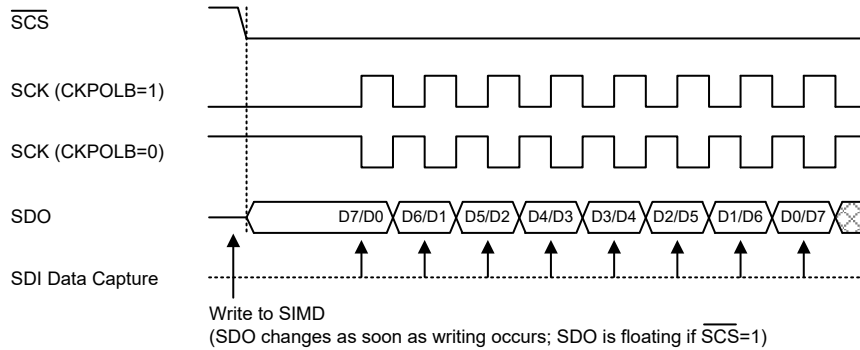 SCS
SCK (CKPOLB=1)
SCK (CKPOLB=0)
SDO D7/D0 D6/D1 D5/D2 D4/D3 D3/D4 D2/D5 D1/D6 D0/D7
SDI Data Capture
Write to SIMD
(SDO changes as soon as writing occurs; SDO is floating if SCS=1)